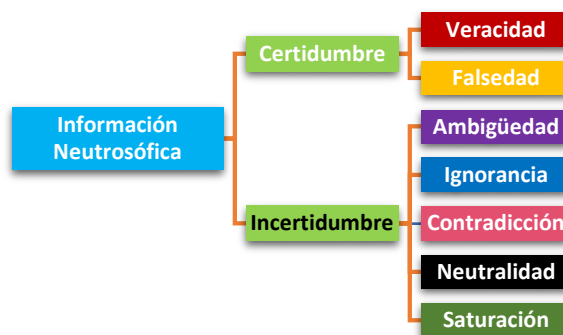 Información
Neutrosófica
Certidumbre
Veracidad
Falsedad
Incertidumbre
Ambigüedad
Ignorancia
Contradicción
Neutralidad
Saturación